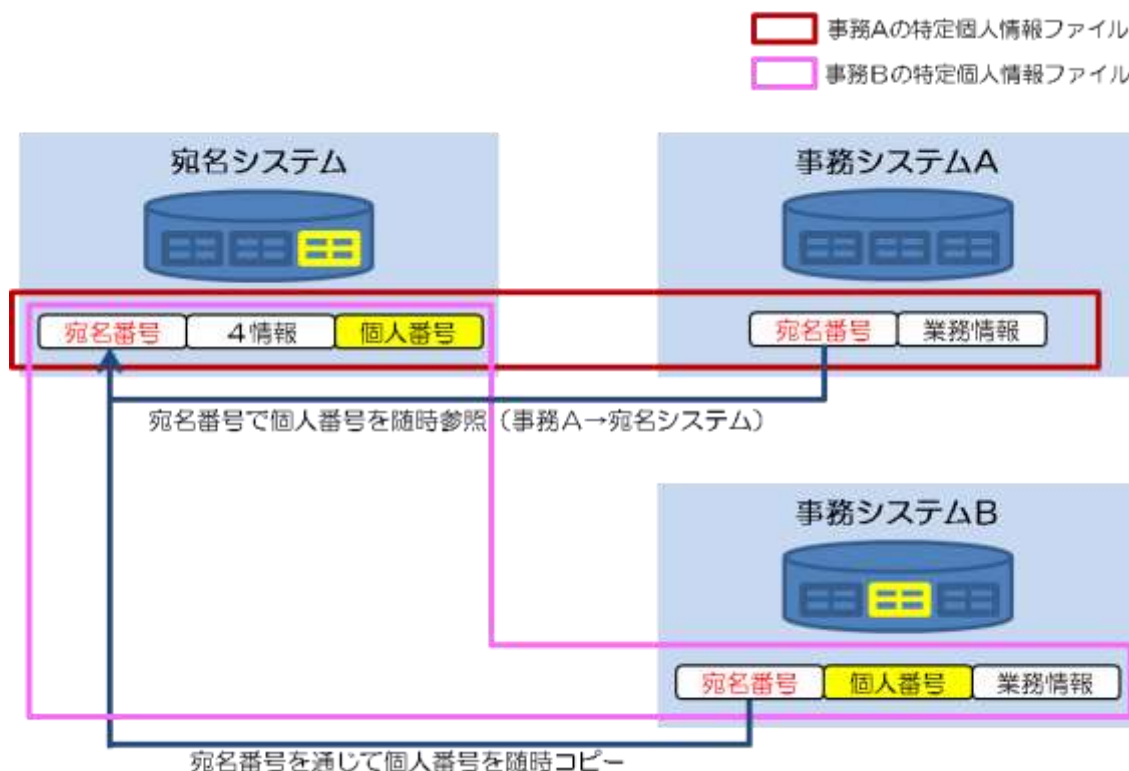 事務Aの特定個人情報ファイル
事務Bの特定個人情報ファイル
宛名システム
事務システムA
宛名番号 4情報 個人番号
宛名番号 業務情報
宛名番号で個人番号を随時参照（事務A→宛名システム）
事務システムB
宛名番号 個人番号 業務情報
宛名番号を通じて個人番号を随時コピー